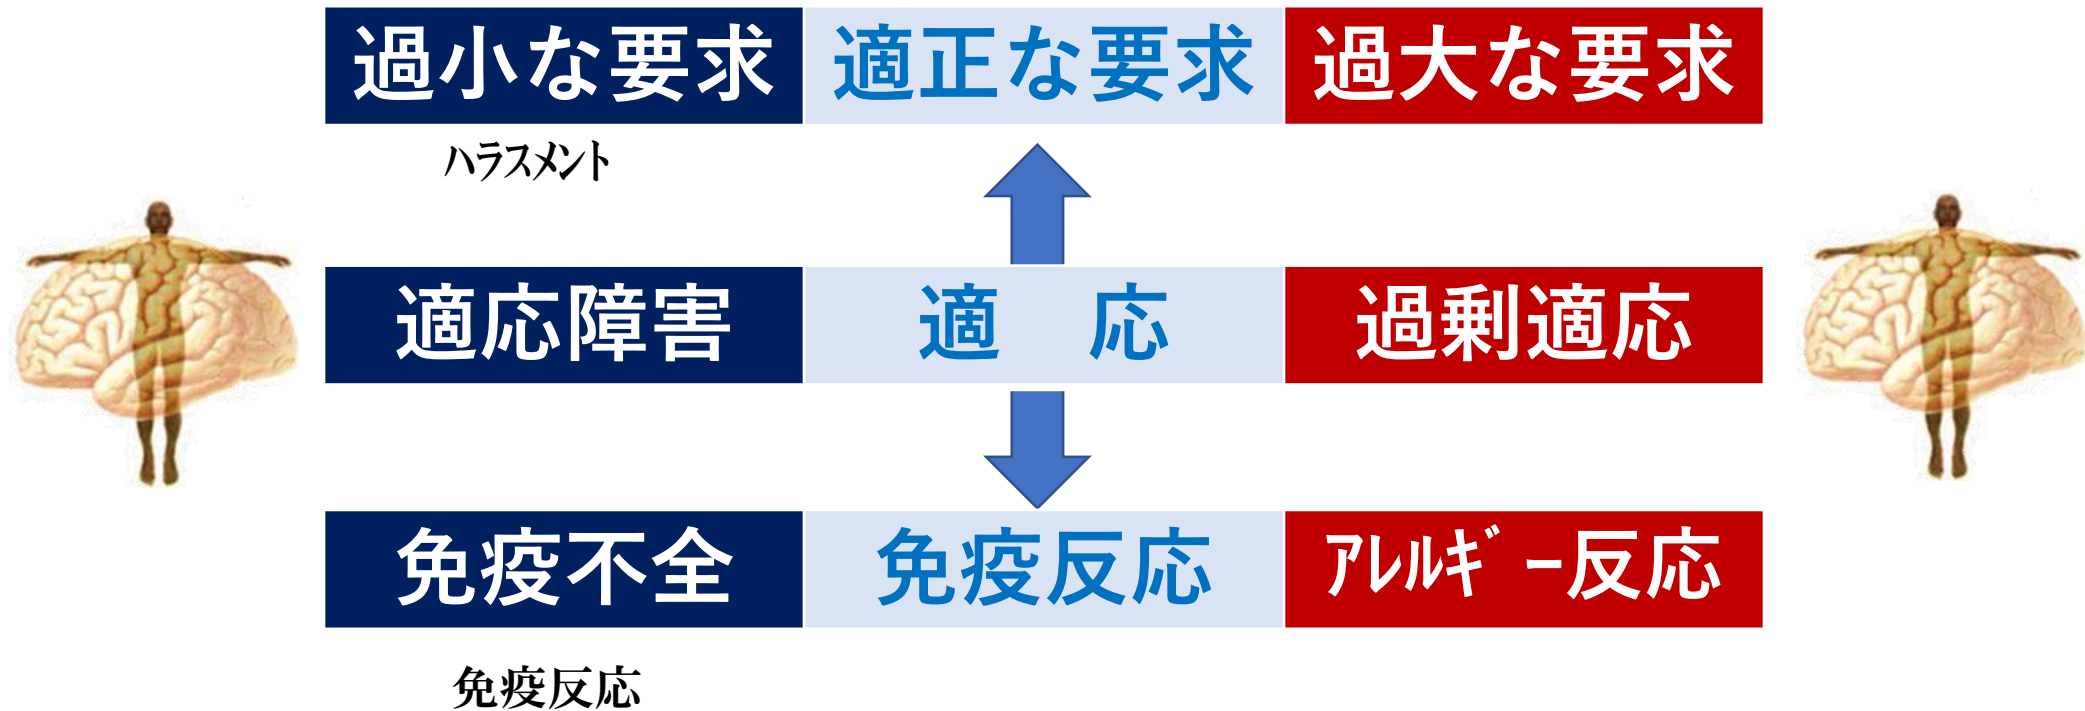 過小な要求 適正な要求 過大な要求
ハラスメント
適応障害 適　応 過剰適応
免疫不全 免疫反応 ｱﾚﾙｷﾞｰ反応
免疫反応